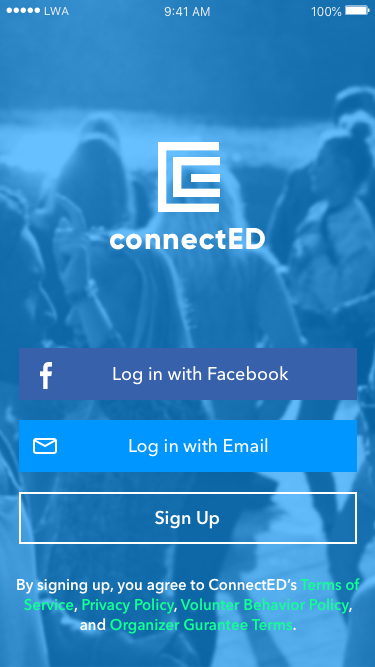 LWA 9:41 AM 100%
connectED
Log in with Facebook
Log in with Email
Sign Up
By signing up, you agree to ConnectED's Terms of
Service, Privacy Policy, Volunter Behavior Policy,
and Organizer Gurantee Terms.